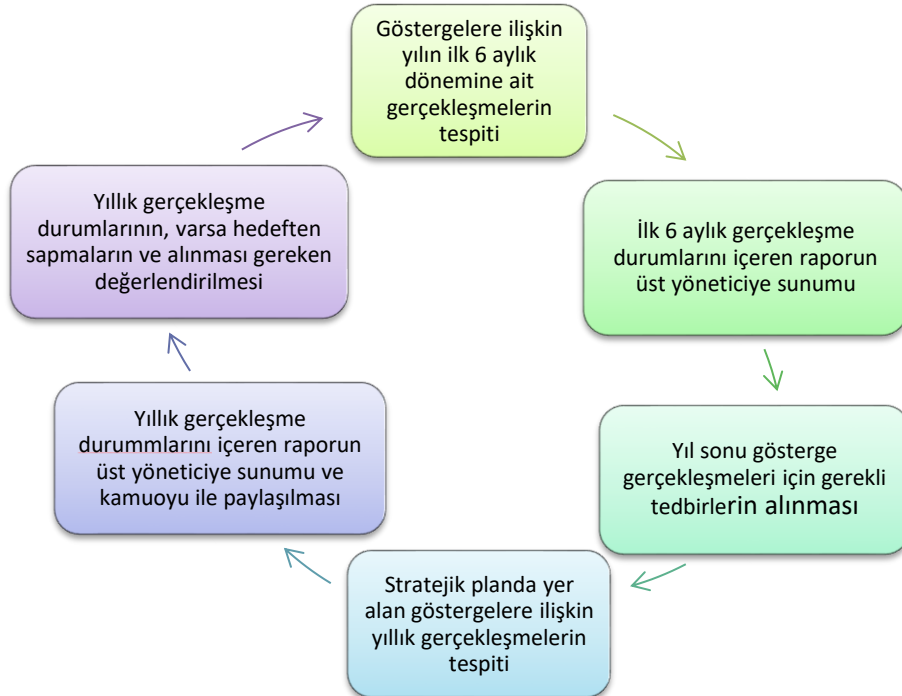 Göstergelere ilişkin
yılın ilk 6 aylık
dönemine ait
gerçekleşmelerin
tespiti
İlk 6 aylık gerçekleşme
durumlarını içeren raporun
üst yöneticiye sunumu
Yıl sonu gösterge
gerçekleşmeleri için gerekli
tedbirlerin alınması
Stratejik planda yer
alan göstergelere ilişkin
yıllık gerçekleşmelerin
tespiti
Yıllık gerçekleşme
durummlarını içeren raporun
üst yöneticiye sunumu ve
kamuoyu ile paylaşılması
Yıllık gerçekleşme
durumlarının, varsa hedeften
sapmaların ve alınması gereken
değerlendirilmesi